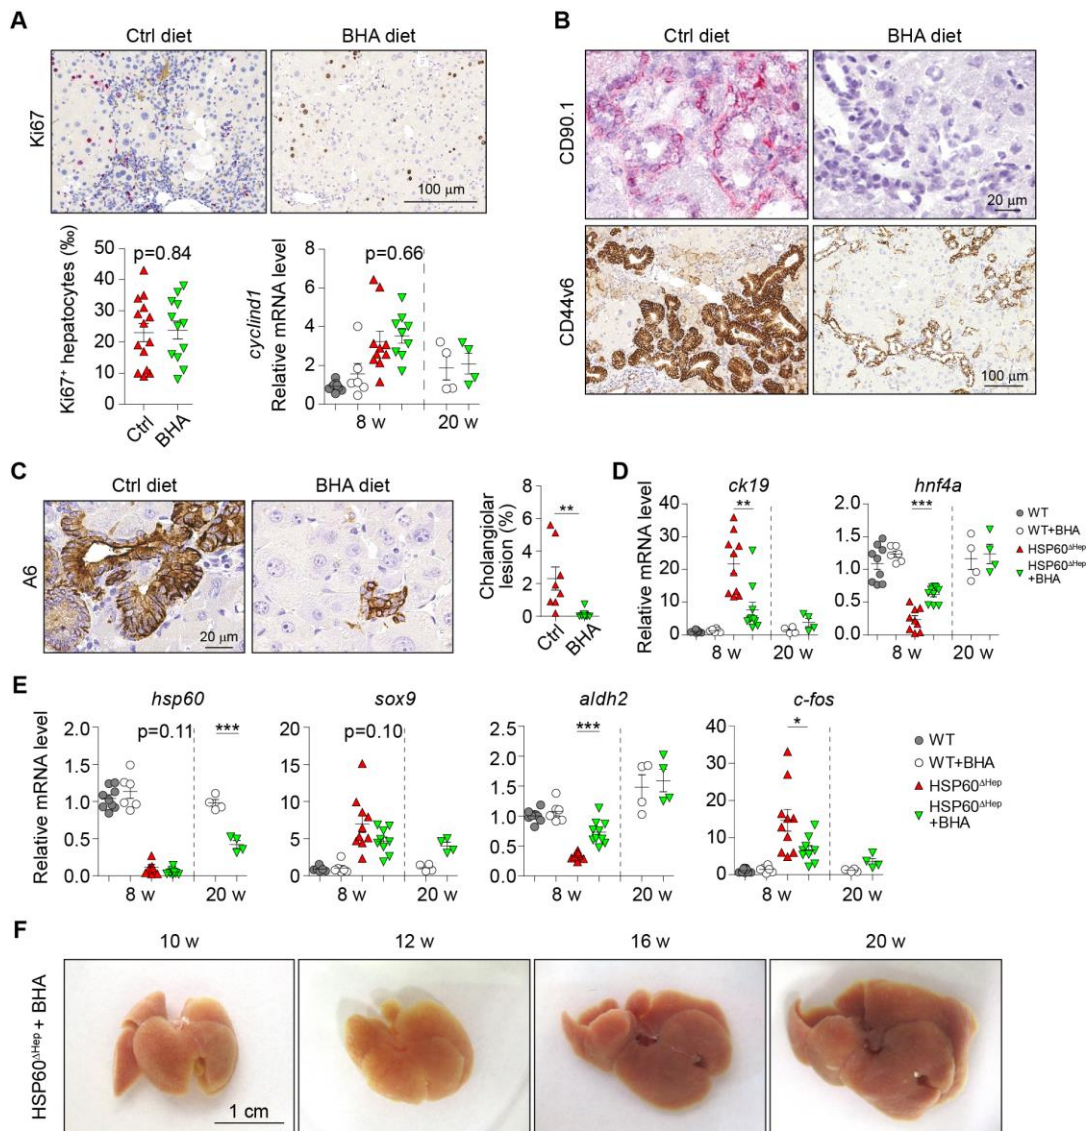 A
Ctrl diet
BHA diet
Ki67
100 μm
Ki67⁺ hepatocytes (‰)
50
40
30
20
10
0
p=0.84
Ctrl
BHA
cyclind1
Relative mRNA level
8
6
4
2
0
p=0.66
8 w
20 w
B
Ctrl diet
BHA diet
CD90.1
20 μm
CD44v6
100 μm
C
Ctrl diet
BHA diet
A6
20 μm
Cholangiolar
lesion (%)
6
4
2
0
**
Ctrl
BHA
D
Relative mRNA level
ck19
40
30
20
10
0
**
8 w
20 w
hnf4a
2.0
1.5
1.0
0.5
0.0
***
8 w
20 w
WT
WT+BHA
HSP60ΔHep
HSP60ΔHep
+BHA
E
Relative mRNA level
hsp60
2.0
1.5
1.0
0.5
0.0
p=0.11
***
8 w
20 w
sox9
20
15
10
5
0
p=0.10
8 w
20 w
aldh2
2.5
2.0
1.5
1.0
0.5
0.0
***
8 w
20 w
c-fos
40
30
20
10
0
*
8 w
20 w
WT
WT+BHA
HSP60ΔHep
HSP60ΔHep
+BHA
F
10 w
12 w
16 w
20 w
HSP60ΔHep + BHA
1 cm